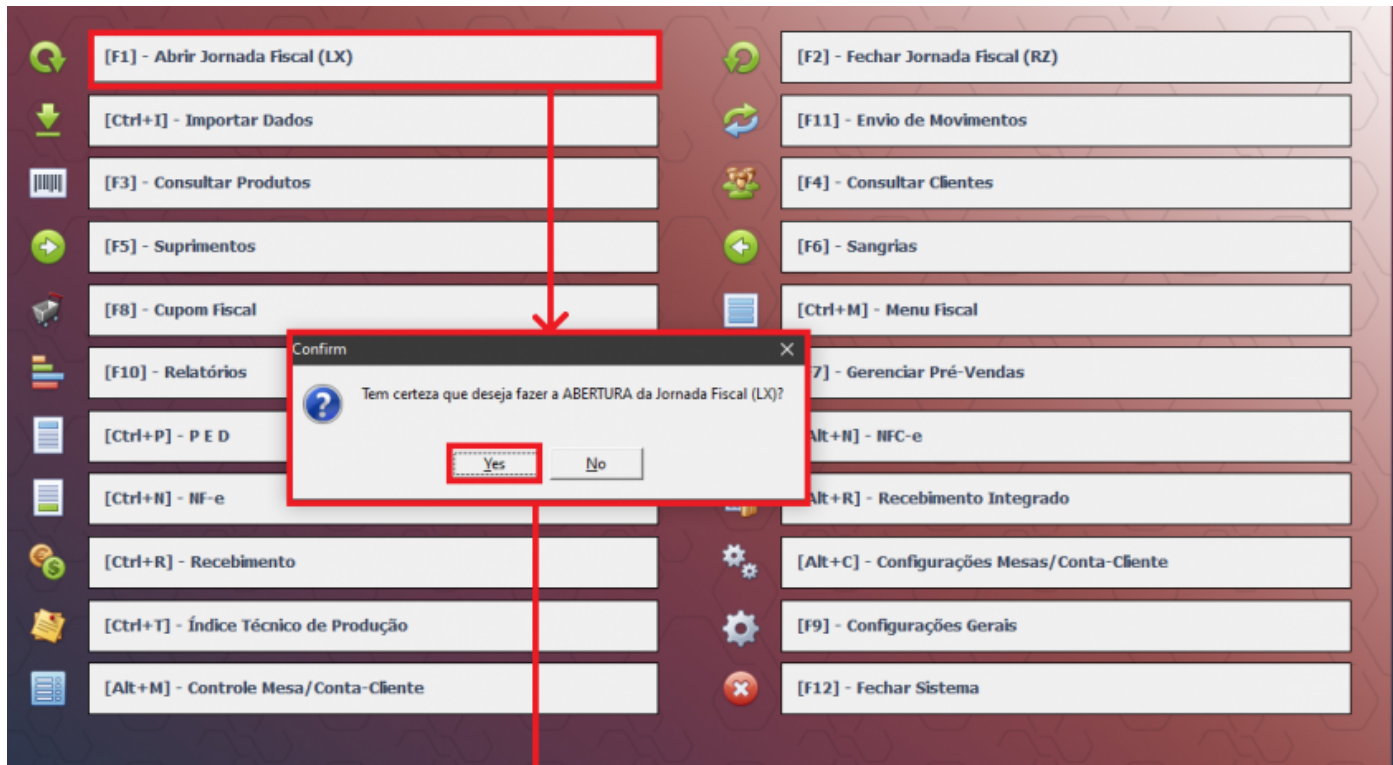 [F1] - Abrir Jornada Fiscal (LX)
[F2] - Fechar Jornada Fiscal (RZ)
[Ctrl+I] - Importar Dados
[F11] - Envio de Movimentos
[F3] - Consultar Produtos
[F4] - Consultar Clientes
[F5] - Suprimentos
[F6] - Sangrias
[F8] - Cupom Fiscal
[Ctrl+M] - Menu Fiscal
Confirm
Tem certeza que deseja fazer a ABERTURA da Jornada Fiscal (LX)?
Yes
No
[F10] - Relatórios
7] - Gerenciar Pré-Vendas
[Ctrl+P] - P E D
Alt+N] - NFC-e
[Ctrl+N] - NF-e
Alt+R] - Recebimento Integrado
[Ctrl+R] - Recebimento
[Alt+C] - Configurações Mesas/Conta-Cliente
[Ctrl+T] - Índice Técnico de Produção
[F9] - Configurações Gerais
[Alt+M] - Controle Mesa/Conta-Cliente
[F12] - Fechar Sistema